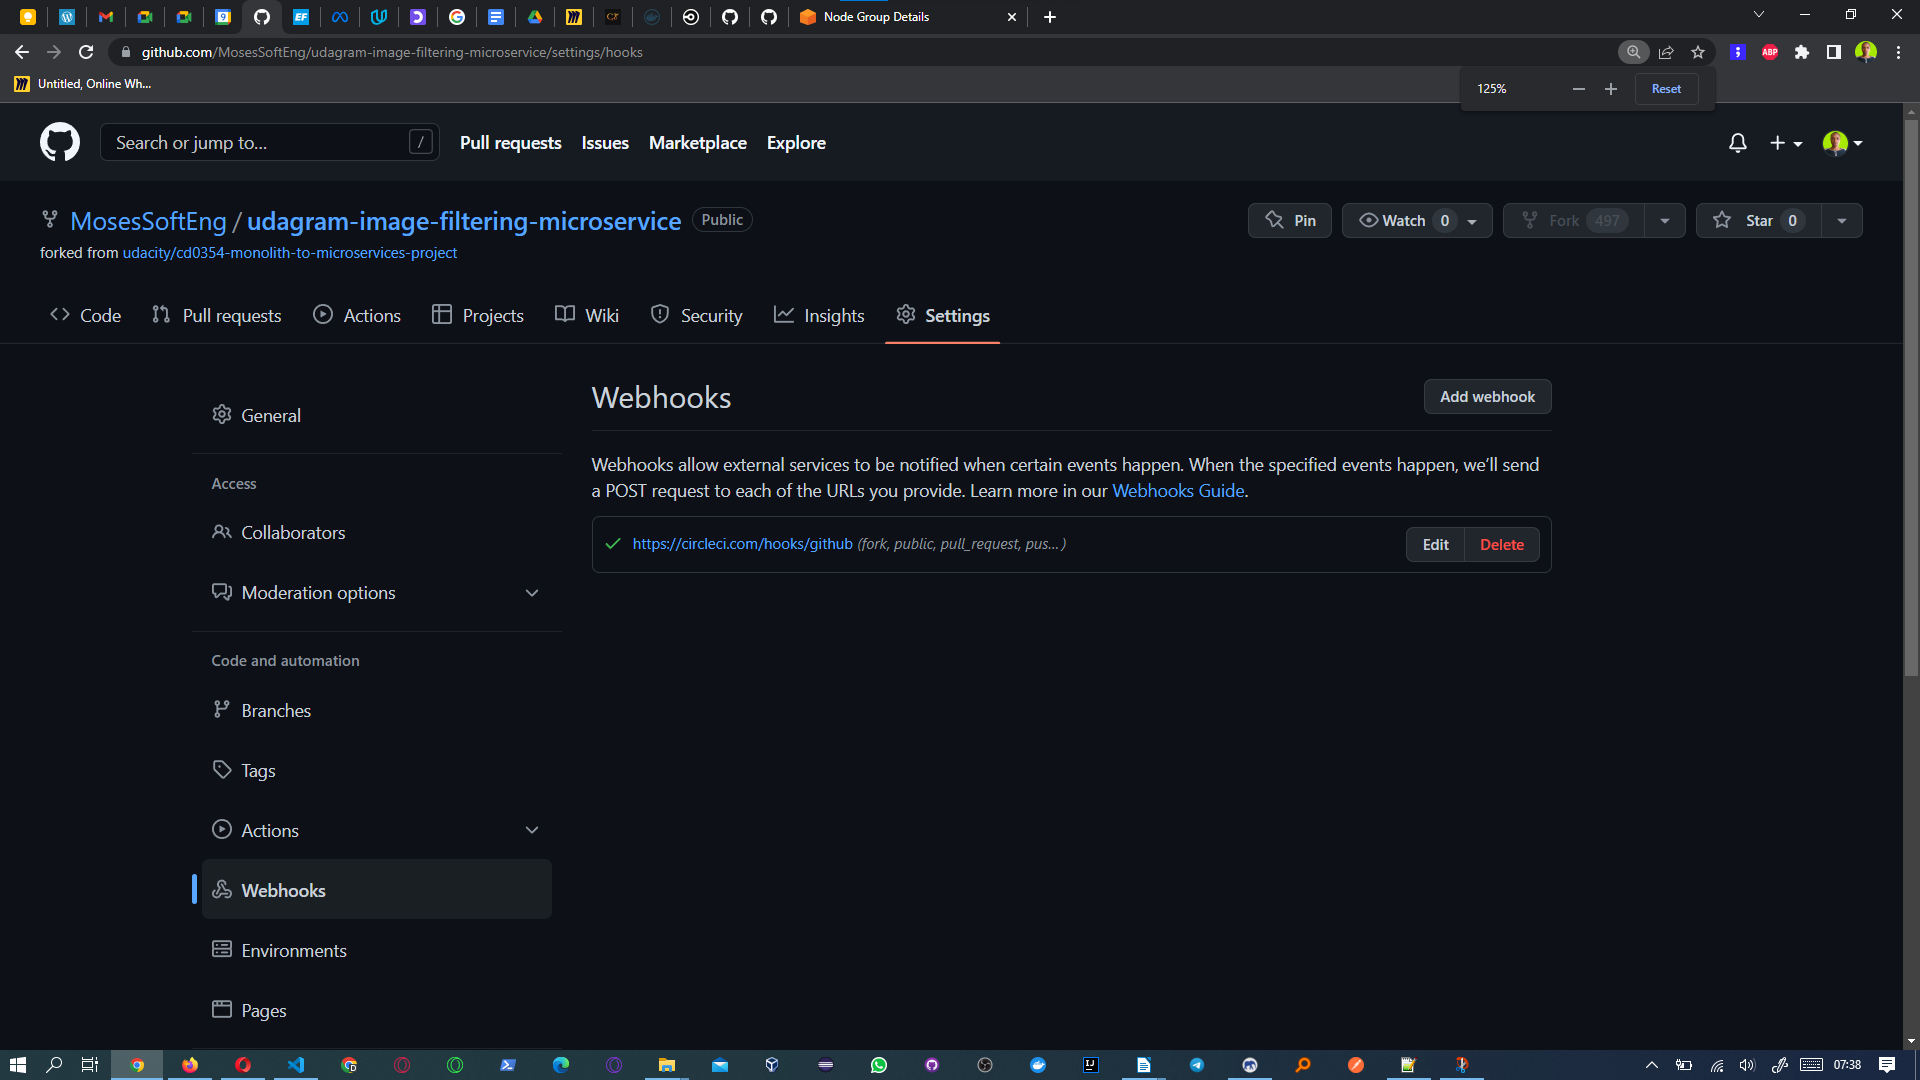 Node Group Details
github.com/MosesSoftEng/udagram-image-filtering-microservice/settings/hooks
ABP
Untitled, Online Wh...
125%
Reset
Search or jump to...
/
Pull requests
Issues
Marketplace
Explore
MosesSoftEng / udagram-image-filtering-microservice
Public
Pin
Watch 0
Fork 497
Star 0
forked from udacity/cd0354-monolith-to-microservices-project
Code
Pull requests
Actions
Projects
Wiki
Security
Insights
Settings
General
Access
Collaborators
Moderation options
Code and automation
Branches
Tags
Actions
Webhooks
Environments
Pages
Webhooks
Add webhook
Webhooks allow external services to be notified when certain events happen. When the specified events happen, we’ll send
a POST request to each of the URLs you provide. Learn more in our Webhooks Guide.
https://circleci.com/hooks/github (fork, public, pull_request, pus...)
Edit
Delete
07:38